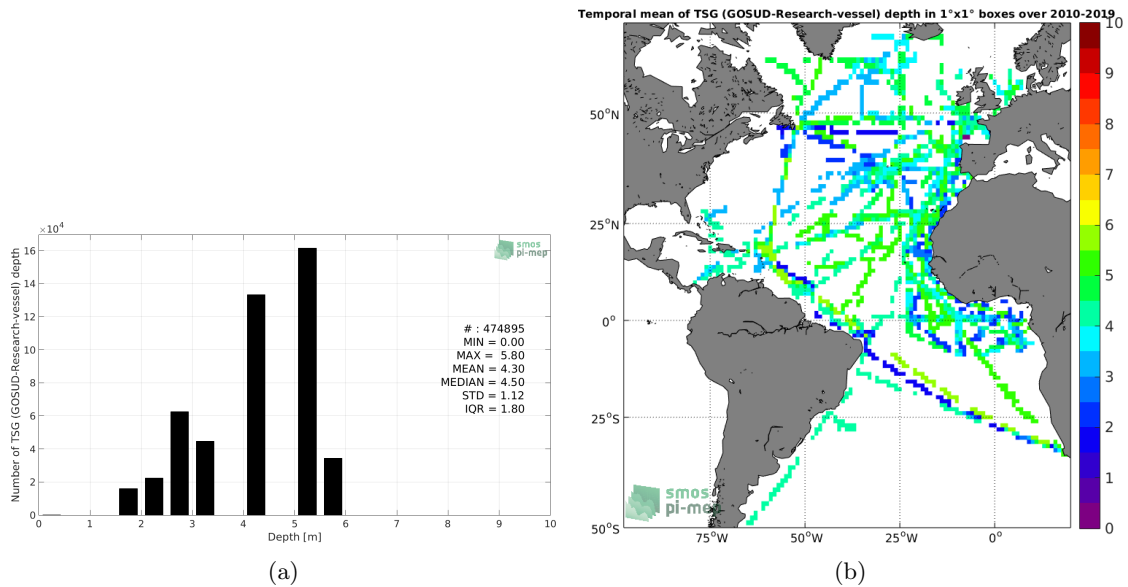 ×10⁴
16
14
12
10
8
6
4
2
0
Number of TSG (GOSUD-Research-vessel) depth
smos
pi-mep
# : 474895
MIN = 0.00
MAX = 5.80
MEAN = 4.30
MEDIAN = 4.50
STD = 1.12
IQR = 1.80
0 1 2 3 4 5 6 7 8 9 10
Depth [m]
(a)
Temporal mean of TSG (GOSUD-Research-vessel) depth in 1°x1° boxes over 2010-2019
50°N
25°N
0°
25°S
50°S
75°W 50°W 25°W 0°
smos
pi-mep
10
9
8
7
6
5
4
3
2
1
0
(b)